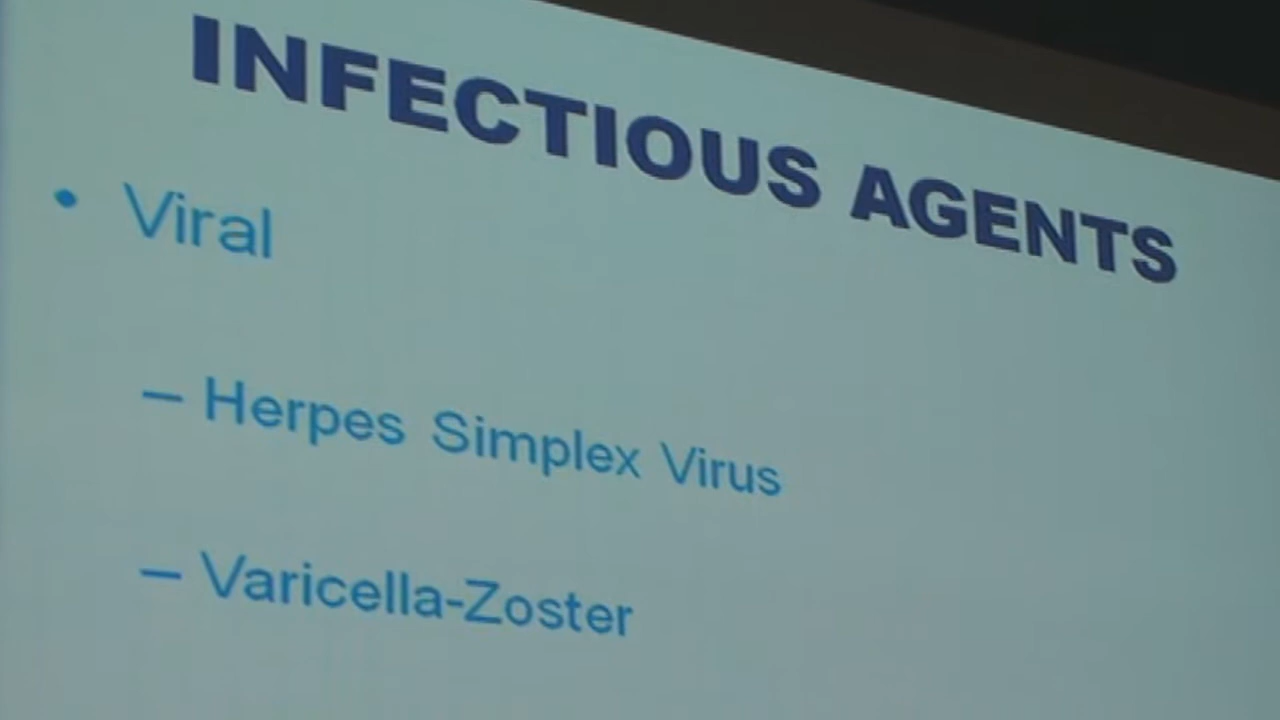 INFECTIOUS AGENTS
• Viral
– Herpes Simplex Virus
– Varicella-Zoster